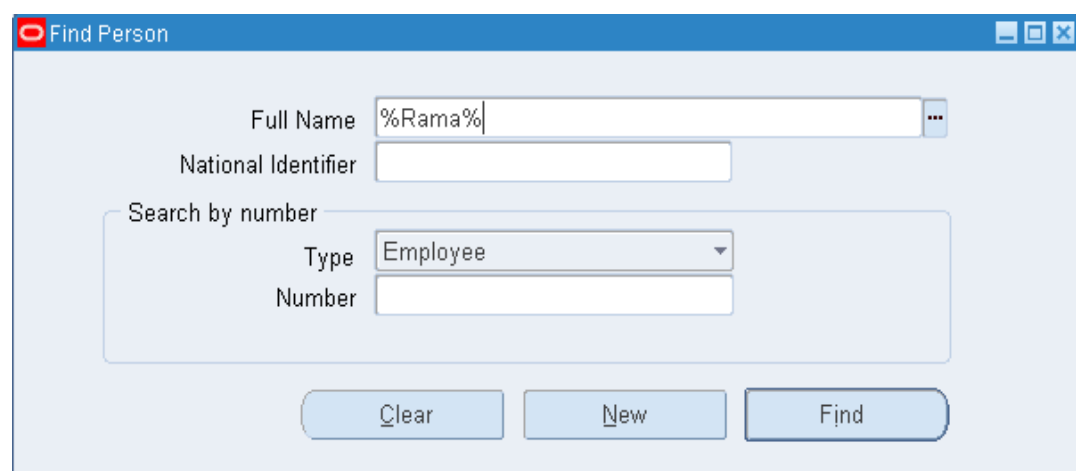 Find Person
Full Name %Rama% ...
National Identifier
Search by number
Type Employee
Number
Clear New Find